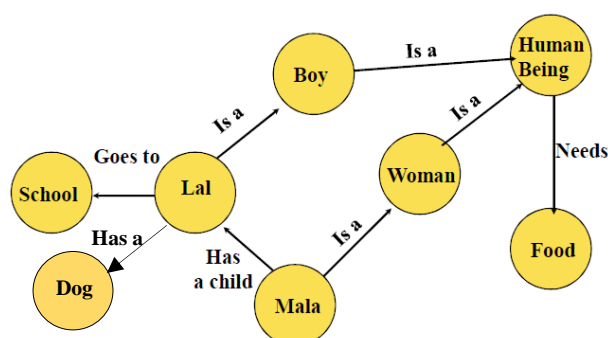 Is a
Human
Being
Boy
Is a
Is a
Goes to
Needs
School
Lal
Woman
Has a
Is a
Has
a child
Food
Dog
Mala